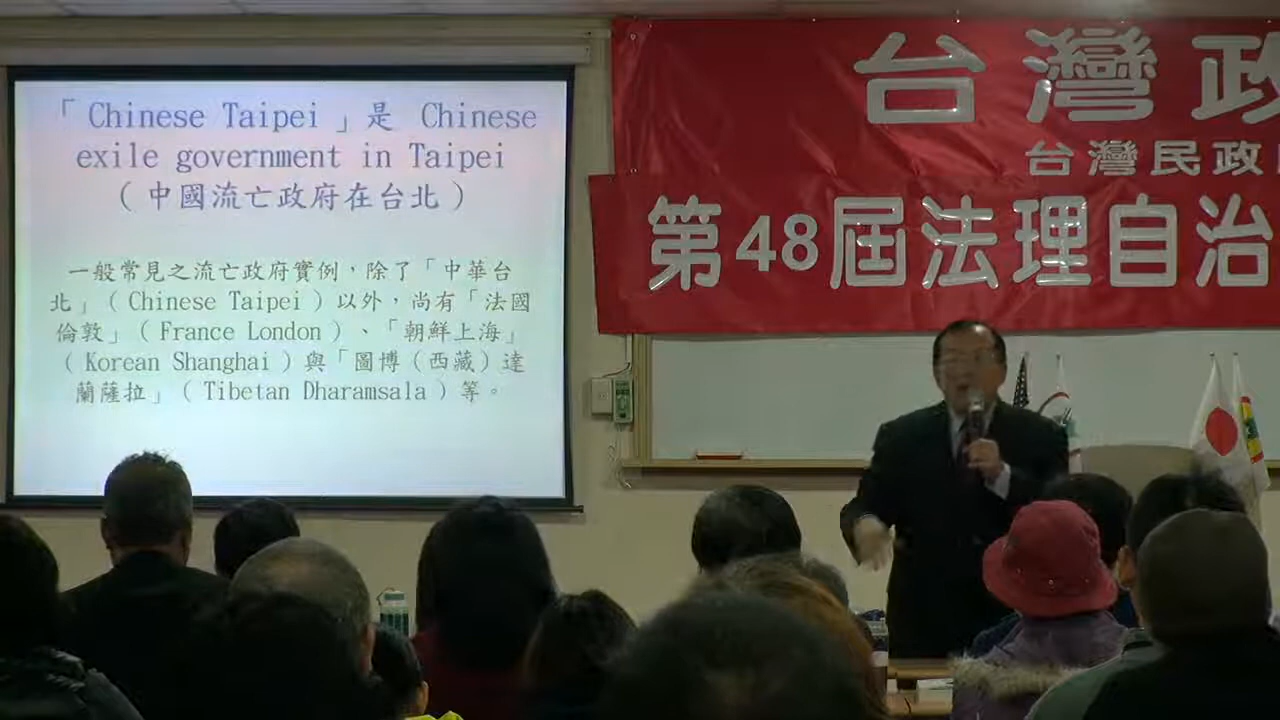 「Chinese Taipei」是 Chinese
exile government in Taipei
(中國流亡政府在台北)
一般常見之流亡政府實例，除了「中華台
北」(Chinese Taipei)以外，尚有「法國
倫敦」(France London)、「朝鮮上海」
(Korean Shanghai)與「圖博(西藏)達
蘭薩拉」(Tibetan Dharamsala)等。
台灣政
台灣民政
第48屆法理自治